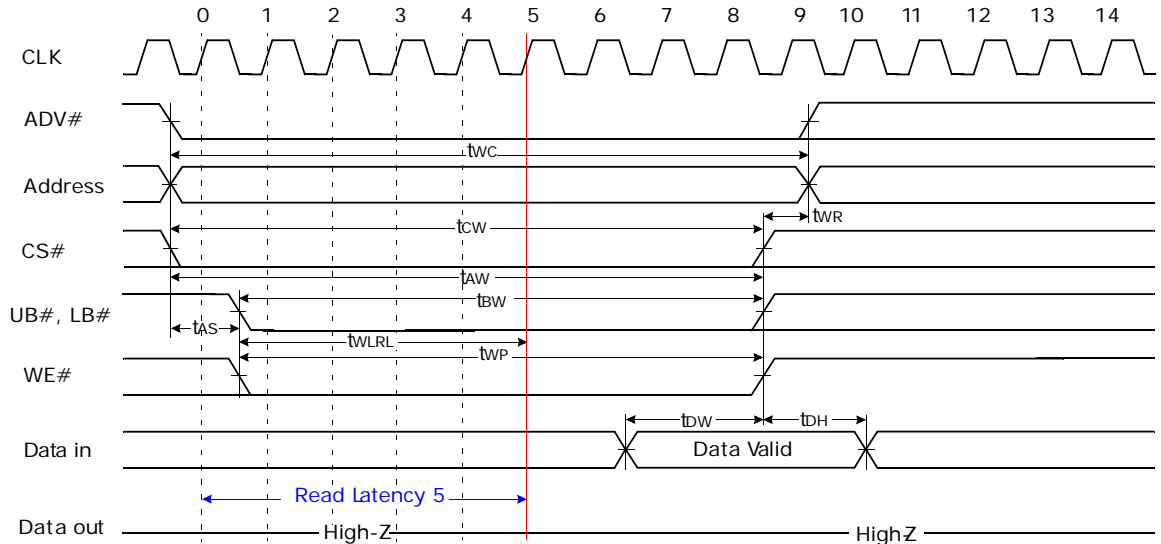 0 1 2 3 4 5 6 7 8 9 10 11 12 13 14
CLK
ADV#
tWC
Address
tWR
tCW
CS#
tAW
tBW
UB#, LB#
tAS
tWLRL
tWP
WE#
tDW tDH
Data in Data Valid
Read Latency 5
Data out High-Z High-Z